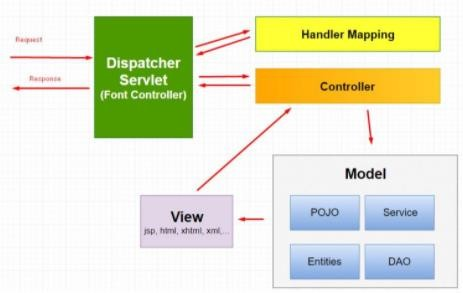 Request
Response
Dispatcher
Servlet
(Font Controller)
Handler Mapping
Controller
Model
POJO
Service
Entities
DAO
View
jsp, html, xhtml, xml,...